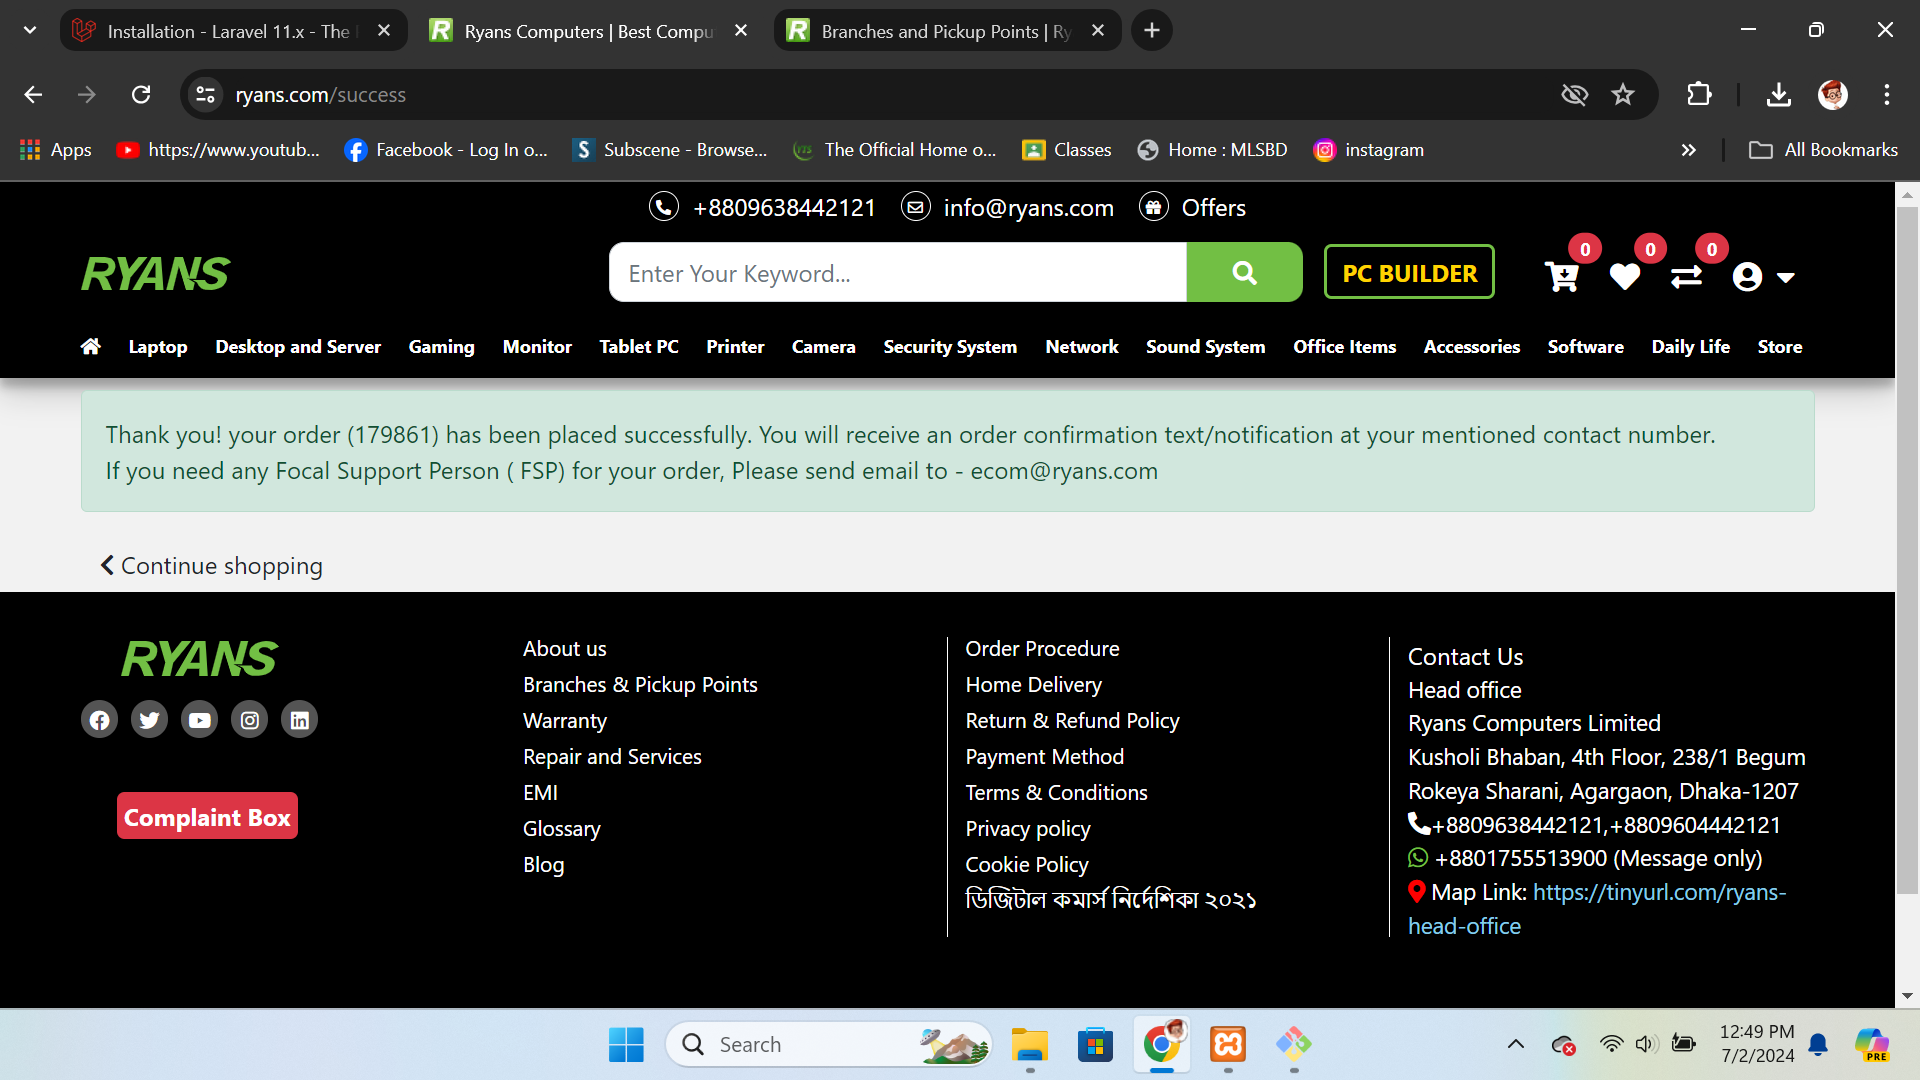 Installation - Laravel 11.x - The
Ryans Computers | Best Compu
Branches and Pickup Points | Ry
ryans.com/success
Apps
https://www.youtub...
Facebook - Log In o...
Subscene - Browse...
The Official Home o...
Classes
Home : MLSBD
instagram
All Bookmarks
+8809638442121
info@ryans.com
Offers
RYANS
Enter Your Keyword...
PC BUILDER
0
0
0
Laptop
Desktop and Server
Gaming
Monitor
Tablet PC
Printer
Camera
Security System
Network
Sound System
Office Items
Accessories
Software
Daily Life
Store
Thank you! your order (179861) has been placed successfully. You will receive an order confirmation text/notification at your mentioned contact number.
If you need any Focal Support Person ( FSP) for your order, Please send email to - ecom@ryans.com
Continue shopping
RYANS
Complaint Box
About us
Branches & Pickup Points
Warranty
Repair and Services
EMI
Glossary
Blog
Order Procedure
Home Delivery
Return & Refund Policy
Payment Method
Terms & Conditions
Privacy policy
Cookie Policy
ডিজিটাল কমার্স নির্দেশিকা ২০২১
Contact Us
Head office
Ryans Computers Limited
Kusholi Bhaban, 4th Floor, 238/1 Begum
Rokeya Sharani, Agargaon, Dhaka-1207
+8809638442121,+8809604442121
+8801755513900 (Message only)
Map Link: https://tinyurl.com/ryans-
head-office
Search
12:49 PM
7/2/2024
PRE